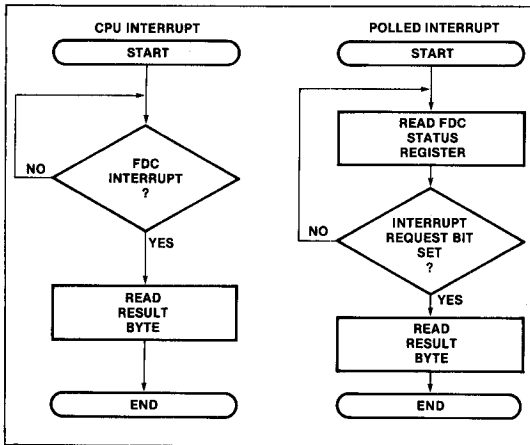 CPU INTERRUPT
START
FDC
INTERRUPT
?
NO
YES
READ
RESULT
BYTE
END
POLLED INTERRUPT
START
READ FDC
STATUS
REGISTER
INTERRUPT
REQUEST BIT
SET
?
NO
YES
READ
RESULT
BYTE
END